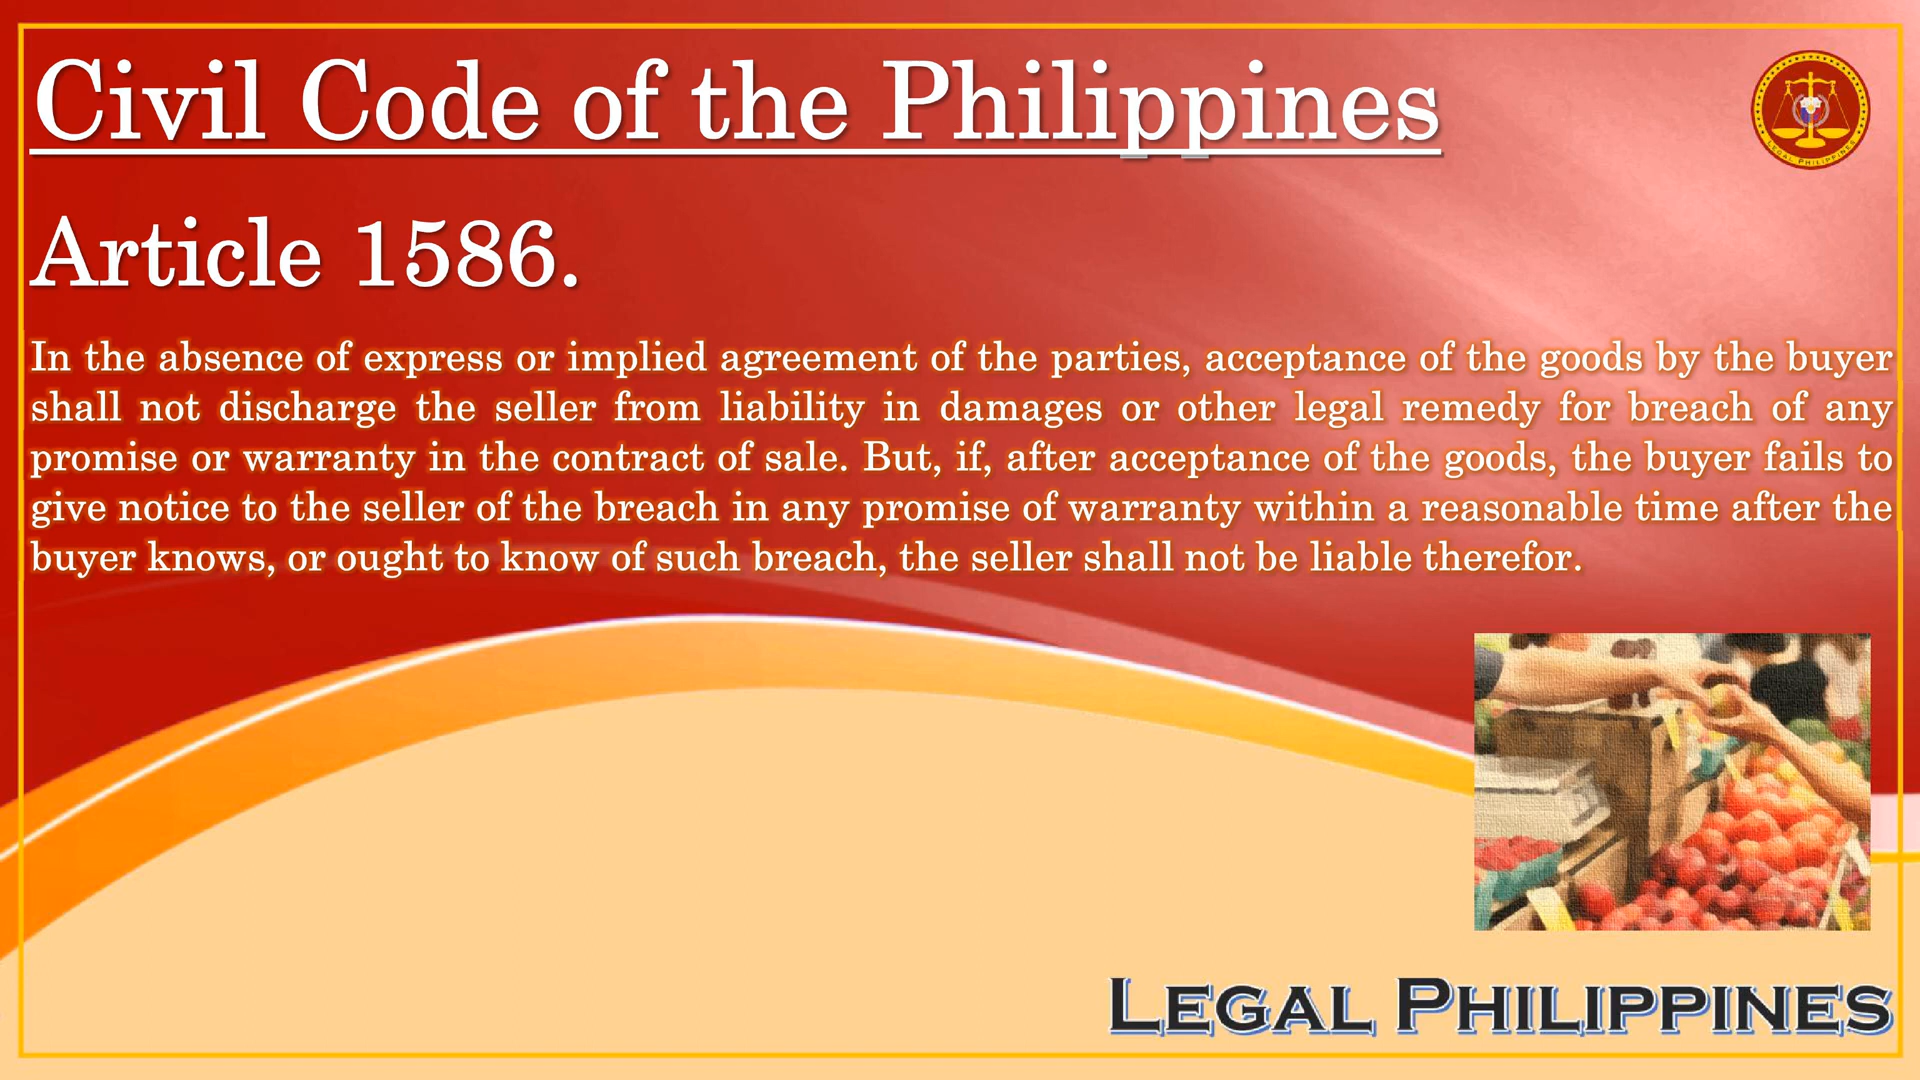 Civil Code of the Philippines
LEGAL PHILIPPINES
Article 1586.
In the absence of express or implied agreement of the parties, acceptance of the goods by the buyer
shall not discharge the seller from liability in damages or other legal remedy for breach of any
promise or warranty in the contract of sale. But, if, after acceptance of the goods, the buyer fails to
give notice to the seller of the breach in any promise of warranty within a reasonable time after the
buyer knows, or ought to know of such breach, the seller shall not be liable therefor.
LEGAL PHILIPPINES